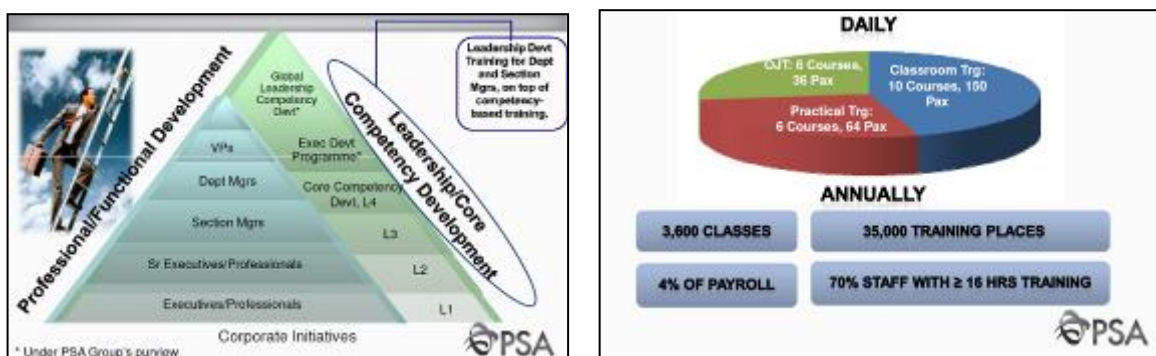 Professional/Functional Development
Global
Leadership
Competency
Devt*
VPs
Exec Devt
Programme*
Dept Mgrs
Core Competency
Devt, L4
Section Mgrs
L3
Sr Executives/Professionals
L2
Executives/Professionals
L1
Corporate Initiatives
* Under PSA Group's purview
Leadership/Core
Competency Development
Leadership Devt
Training for Dept
and Section
Mgrs, on top of
competency-
based training.
PSA
DAILY
OJT: 6 Courses,
36 Pax
Classroom Trg:
10 Courses, 150
Pax
Practical Trg:
6 Courses, 64 Pax
ANNUALLY
3,600 CLASSES
35,000 TRAINING PLACES
4% OF PAYROLL
70% STAFF WITH ≥ 16 HRS TRAINING
PSA